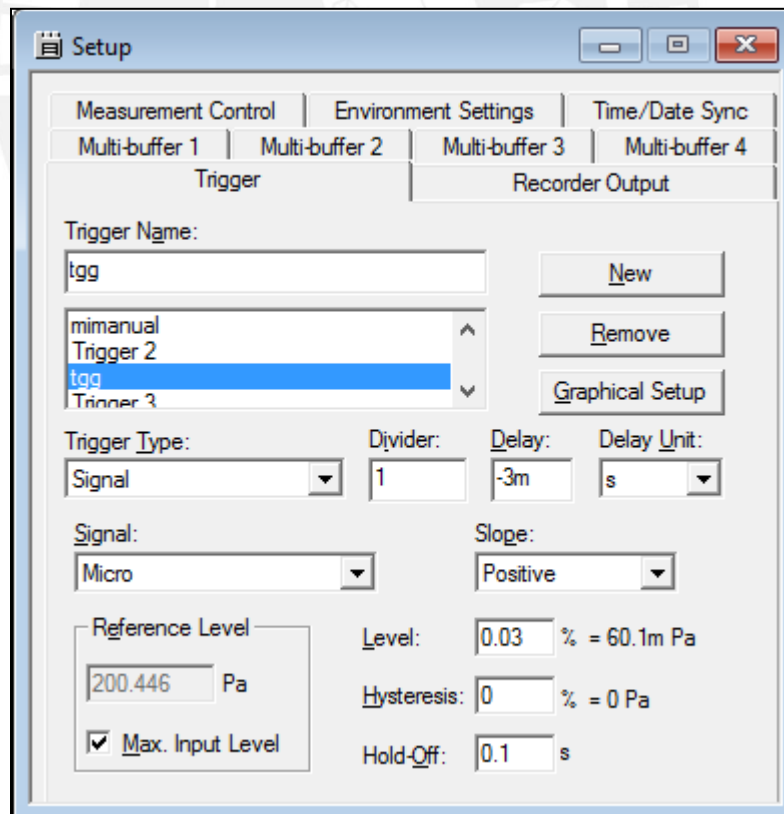 Setup
Measurement Control Environment Settings Time/Date Sync
Multi-buffer 1 Multi-buffer 2 Multi-buffer 3 Multi-buffer 4
Trigger Recorder Output
Trigger Name:
tgg New
mimanual
Trigger 2 Remove
tgg
Trigger 3 Graphical Setup
Trigger Type: Divider: Delay: Delay Unit:
Signal 1 -3m s
Signal: Slope:
Micro Positive
Reference Level Level: 0.03 % = 60.1m Pa
200.446 Pa Hysteresis: 0 % = 0 Pa
Max. Input Level Hold-Off: 0.1 s